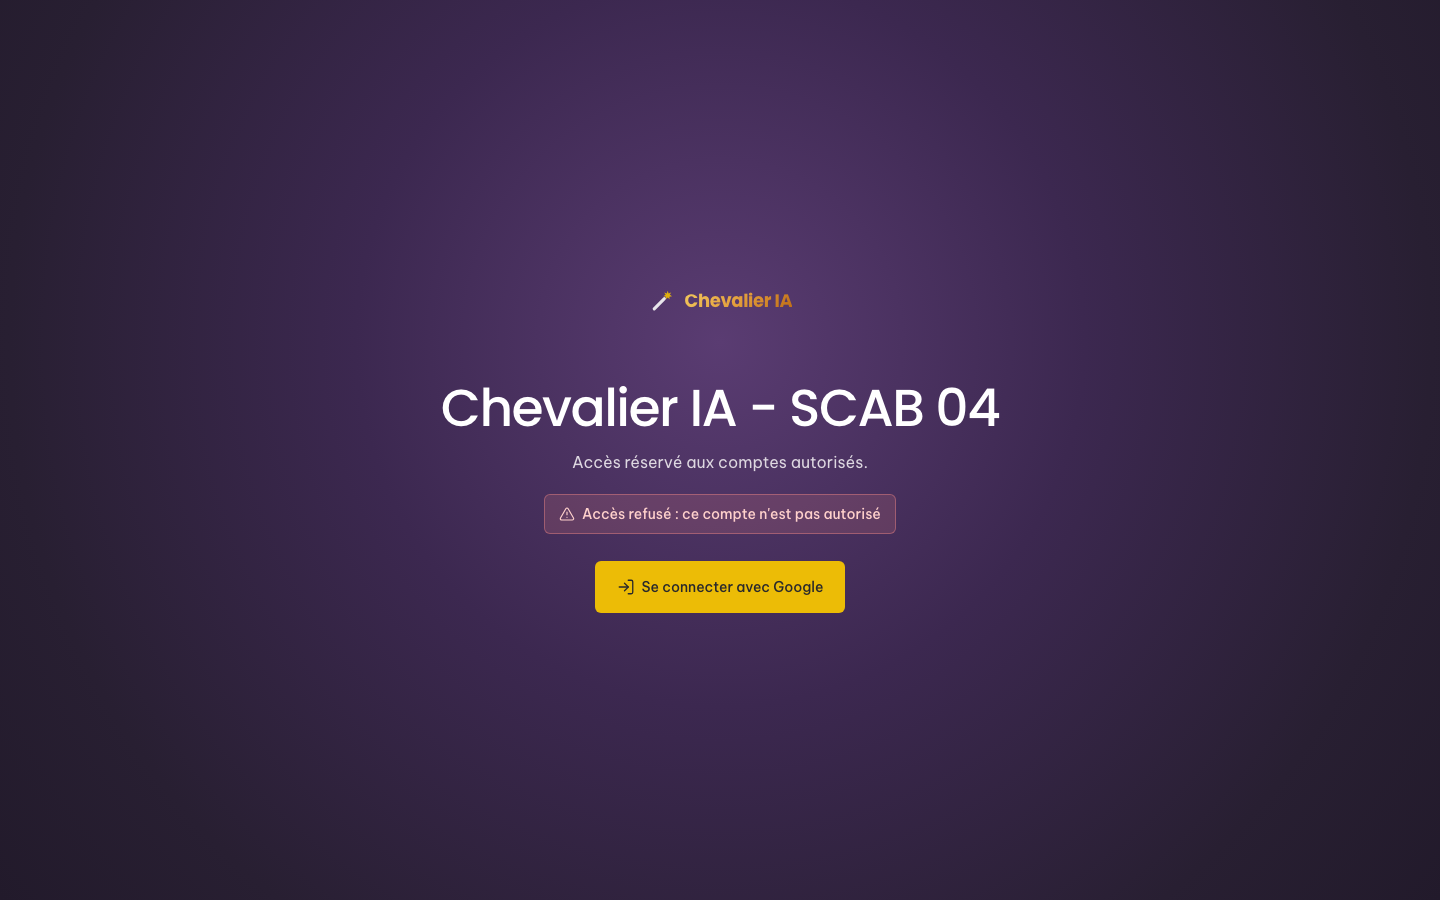 Chevalier IA
Chevalier IA - SCAB 04
Accès réservé aux comptes autorisés.
Accès refusé : ce compte n'est pas autorisé
Se connecter avec Google